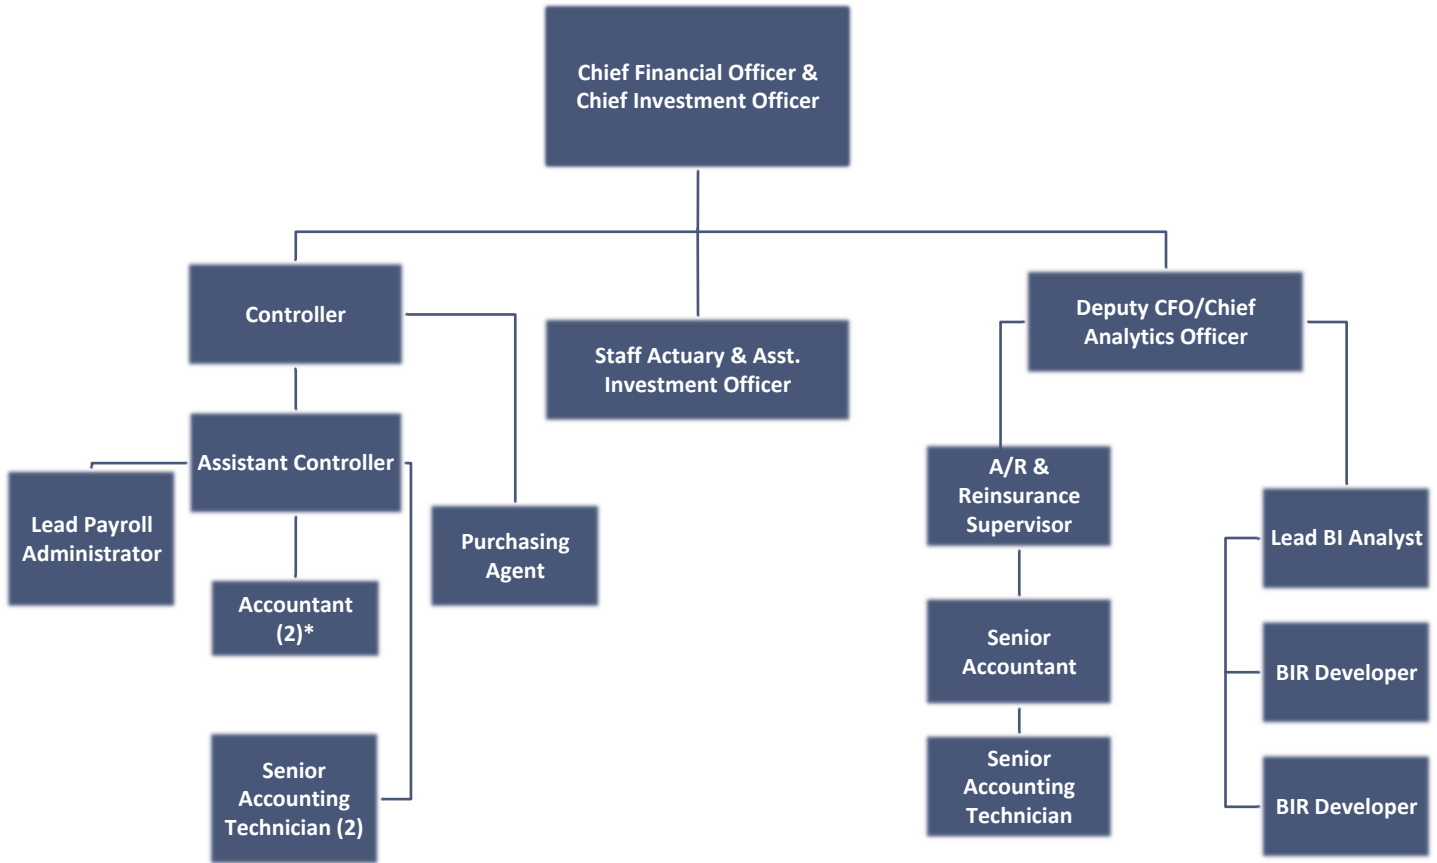 Chief Financial Officer &
Chief Investment Officer
Controller
Staff Actuary & Asst.
Investment Officer
Deputy CFO/Chief
Analytics Officer
Assistant Controller
Lead Payroll
Administrator
Accountant
(2)*
Senior
Accounting
Technician (2)
Purchasing
Agent
A/R &
Reinsurance
Supervisor
Senior
Accountant
Senior
Accounting
Technician
Lead BI Analyst
BIR Developer
BIR Developer